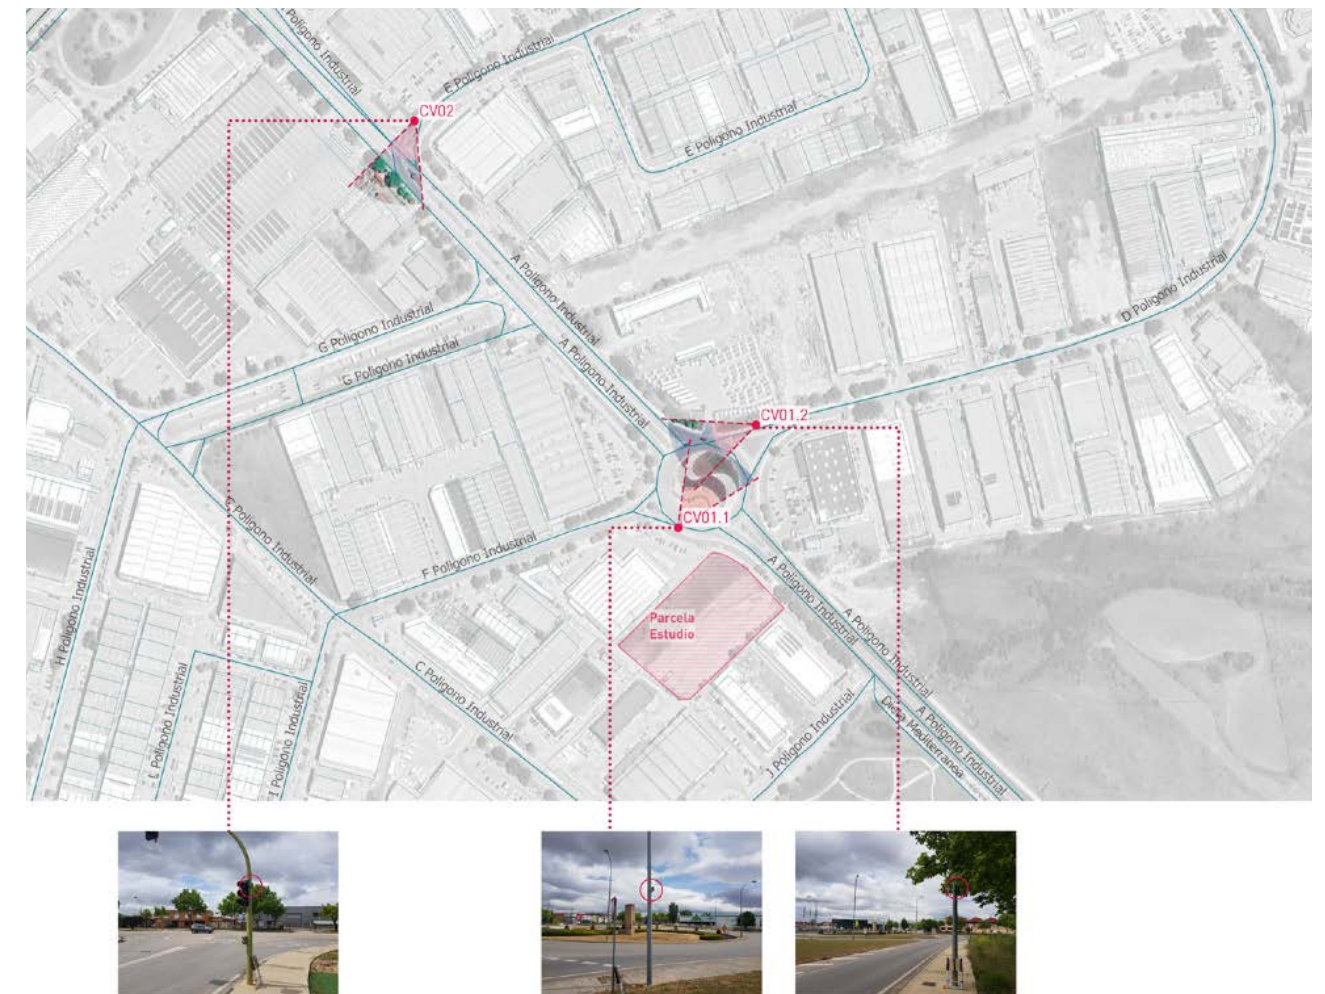 A Poligono Industrial
E Poligono Industrial
CV02
E Poligono Industrial
A Poligono Industrial
D Poligono Industrial
G Poligono Industrial
A Poligono Industrial
G Poligono Industrial
CV01.2
CV01.1
C Poligono Industrial
F Poligono Industrial
A Poligono Industrial
H Poligono Industrial
Parcela
Estudio
A Poligono Industrial
C Poligono Industrial
L Poligono Industrial
I Poligono Industrial
J Poligono Industrial
Dieta Mediterranea
A Poligono Industrial